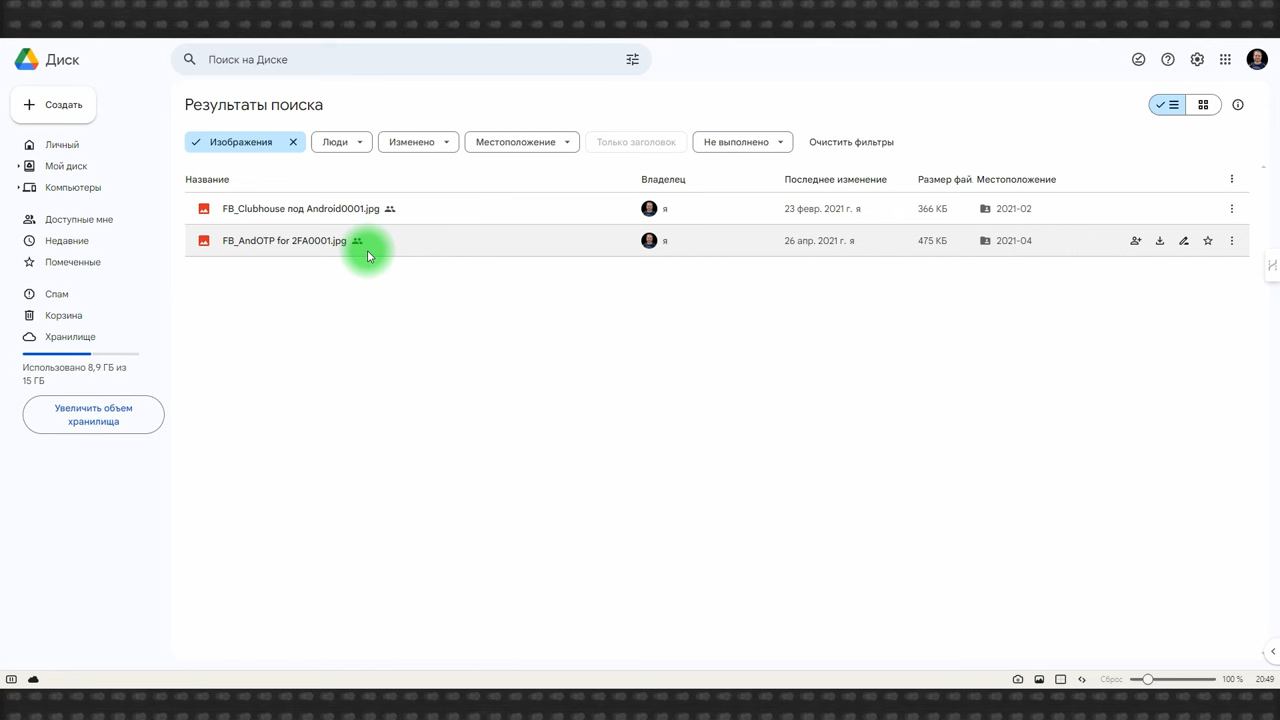 Диск
Поиск на Диске
Создать
Личный
Мой диск
Компьютеры
Доступные мне
Недавние
Помеченные
Спам
Корзина
Хранилище
Использовано 8,9 ГБ из
15 ГБ
Увеличить объем
хранилища
Результаты поиска
Изображения
Люди
Изменено
Местоположение
Только заголовок
Не выполнено
Очистить фильтры
Название
Владелец
Последнее изменение
Размер фай
Местоположение
FB_Clubhouse под Android0001.jpg
я
23 февр. 2021 г. я
366 КБ
2021-02
FB_AndOTP for 2FA0001.jpg
я
26 апр. 2021 г. я
475 КБ
2021-04
Сброс
100 %
20:49